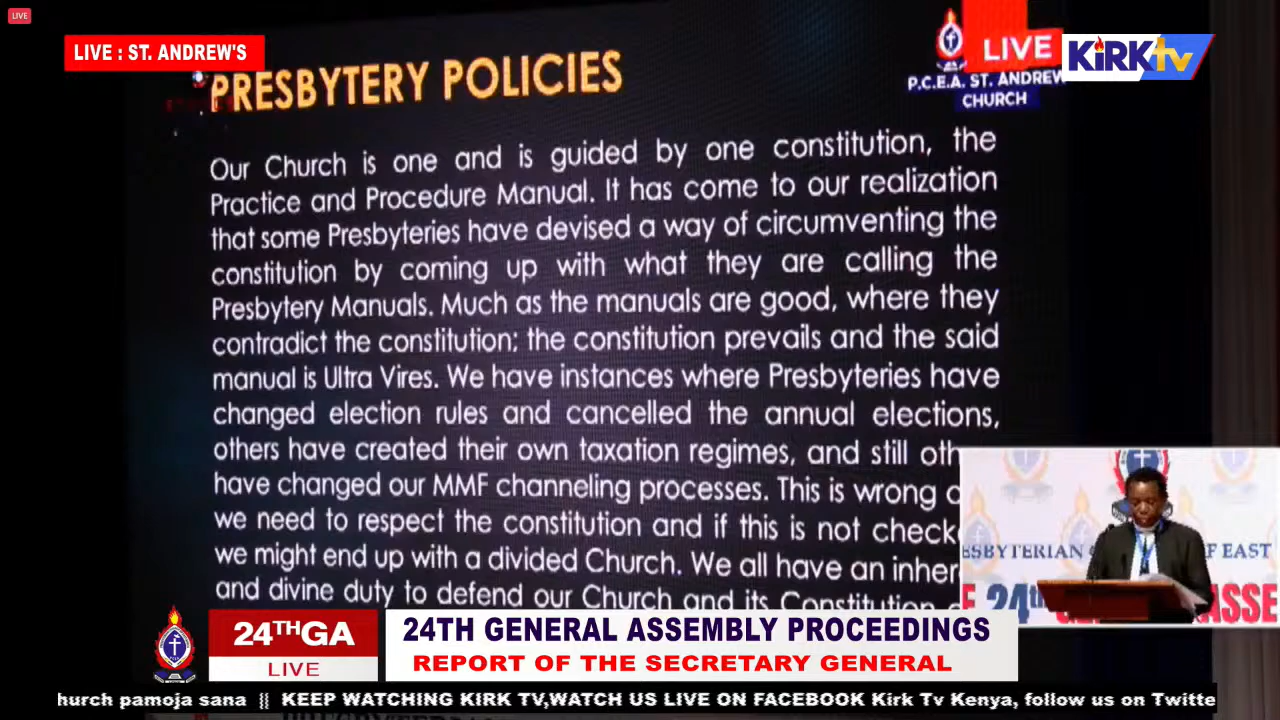 LIVE
LIVE : ST. ANDREW'S
LIVE
KiRK tv
P.C.E.A. ST. ANDREW
CHURCH
PRESBYTERY POLICIES
Our Church is one and is guided by one constitution, the
Practice and Procedure Manual. It has come to our realization
that some Presbyteries have devised a way of circumventing the
constitution by coming up with what they are calling the
Presbytery Manuals. Much as the manuals are good, where they
contradict the constitution; the constitution prevails and the said
manual is Ultra Vires. We have instances where Presbyteries have
changed election rules and cancelled the annual elections,
others have created their own taxation regimes, and still oth
have changed our MMF channeling processes. This is wrong
we need to respect the constitution and if this is not check
we might end up with a divided Church. We all have an inher
and divine duty to defend our Church and its Constitution
ESBYTERIAN F EAST
24th ASSE
24THGA
LIVE
24TH GENERAL ASSEMBLY PROCEEDINGS
REPORT OF THE SECRETARY GENERAL
hurch pamoja sana || KEEP WATCHING KIRK TV,WATCH US LIVE ON FACEBOOK Kirk Tv Kenya, follow us on Twitte